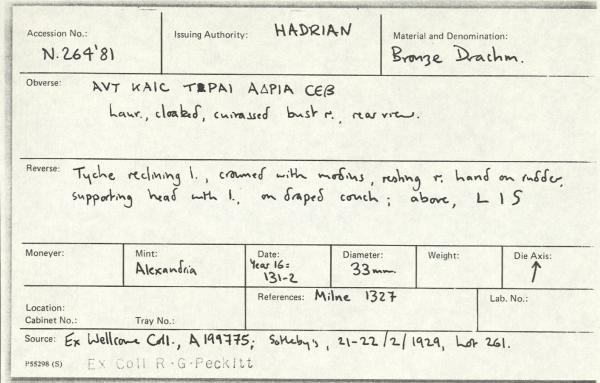 Accession No.:
N.264'81
Issuing Authority: HADRIAN
Material and Denomination:
Bronze Drachm.
Obverse: AVT KAIC TPAI AΔPIA CEB
Laur., cloaked, cuirassed bust r., rear view.
Reverse: Tyche reclining l., crowned with modius, resting r. hand on rudder,
supporting head with l., on draped couch; above, L I S
Moneyer:
Mint:
Alexandria
Date:
Year 16=
131-2
Diameter:
33mm.
Weight:
Die Axis:
↑
Location:
Cabinet No.: Tray No.:
References: Milne 1327
Lab. No.:
Source: Ex Wellcome Coll., A199775; Sotheby's, 21-22/2/1929, Lot 261.
P55298 (S) Ex Coll R·G·Peckitt